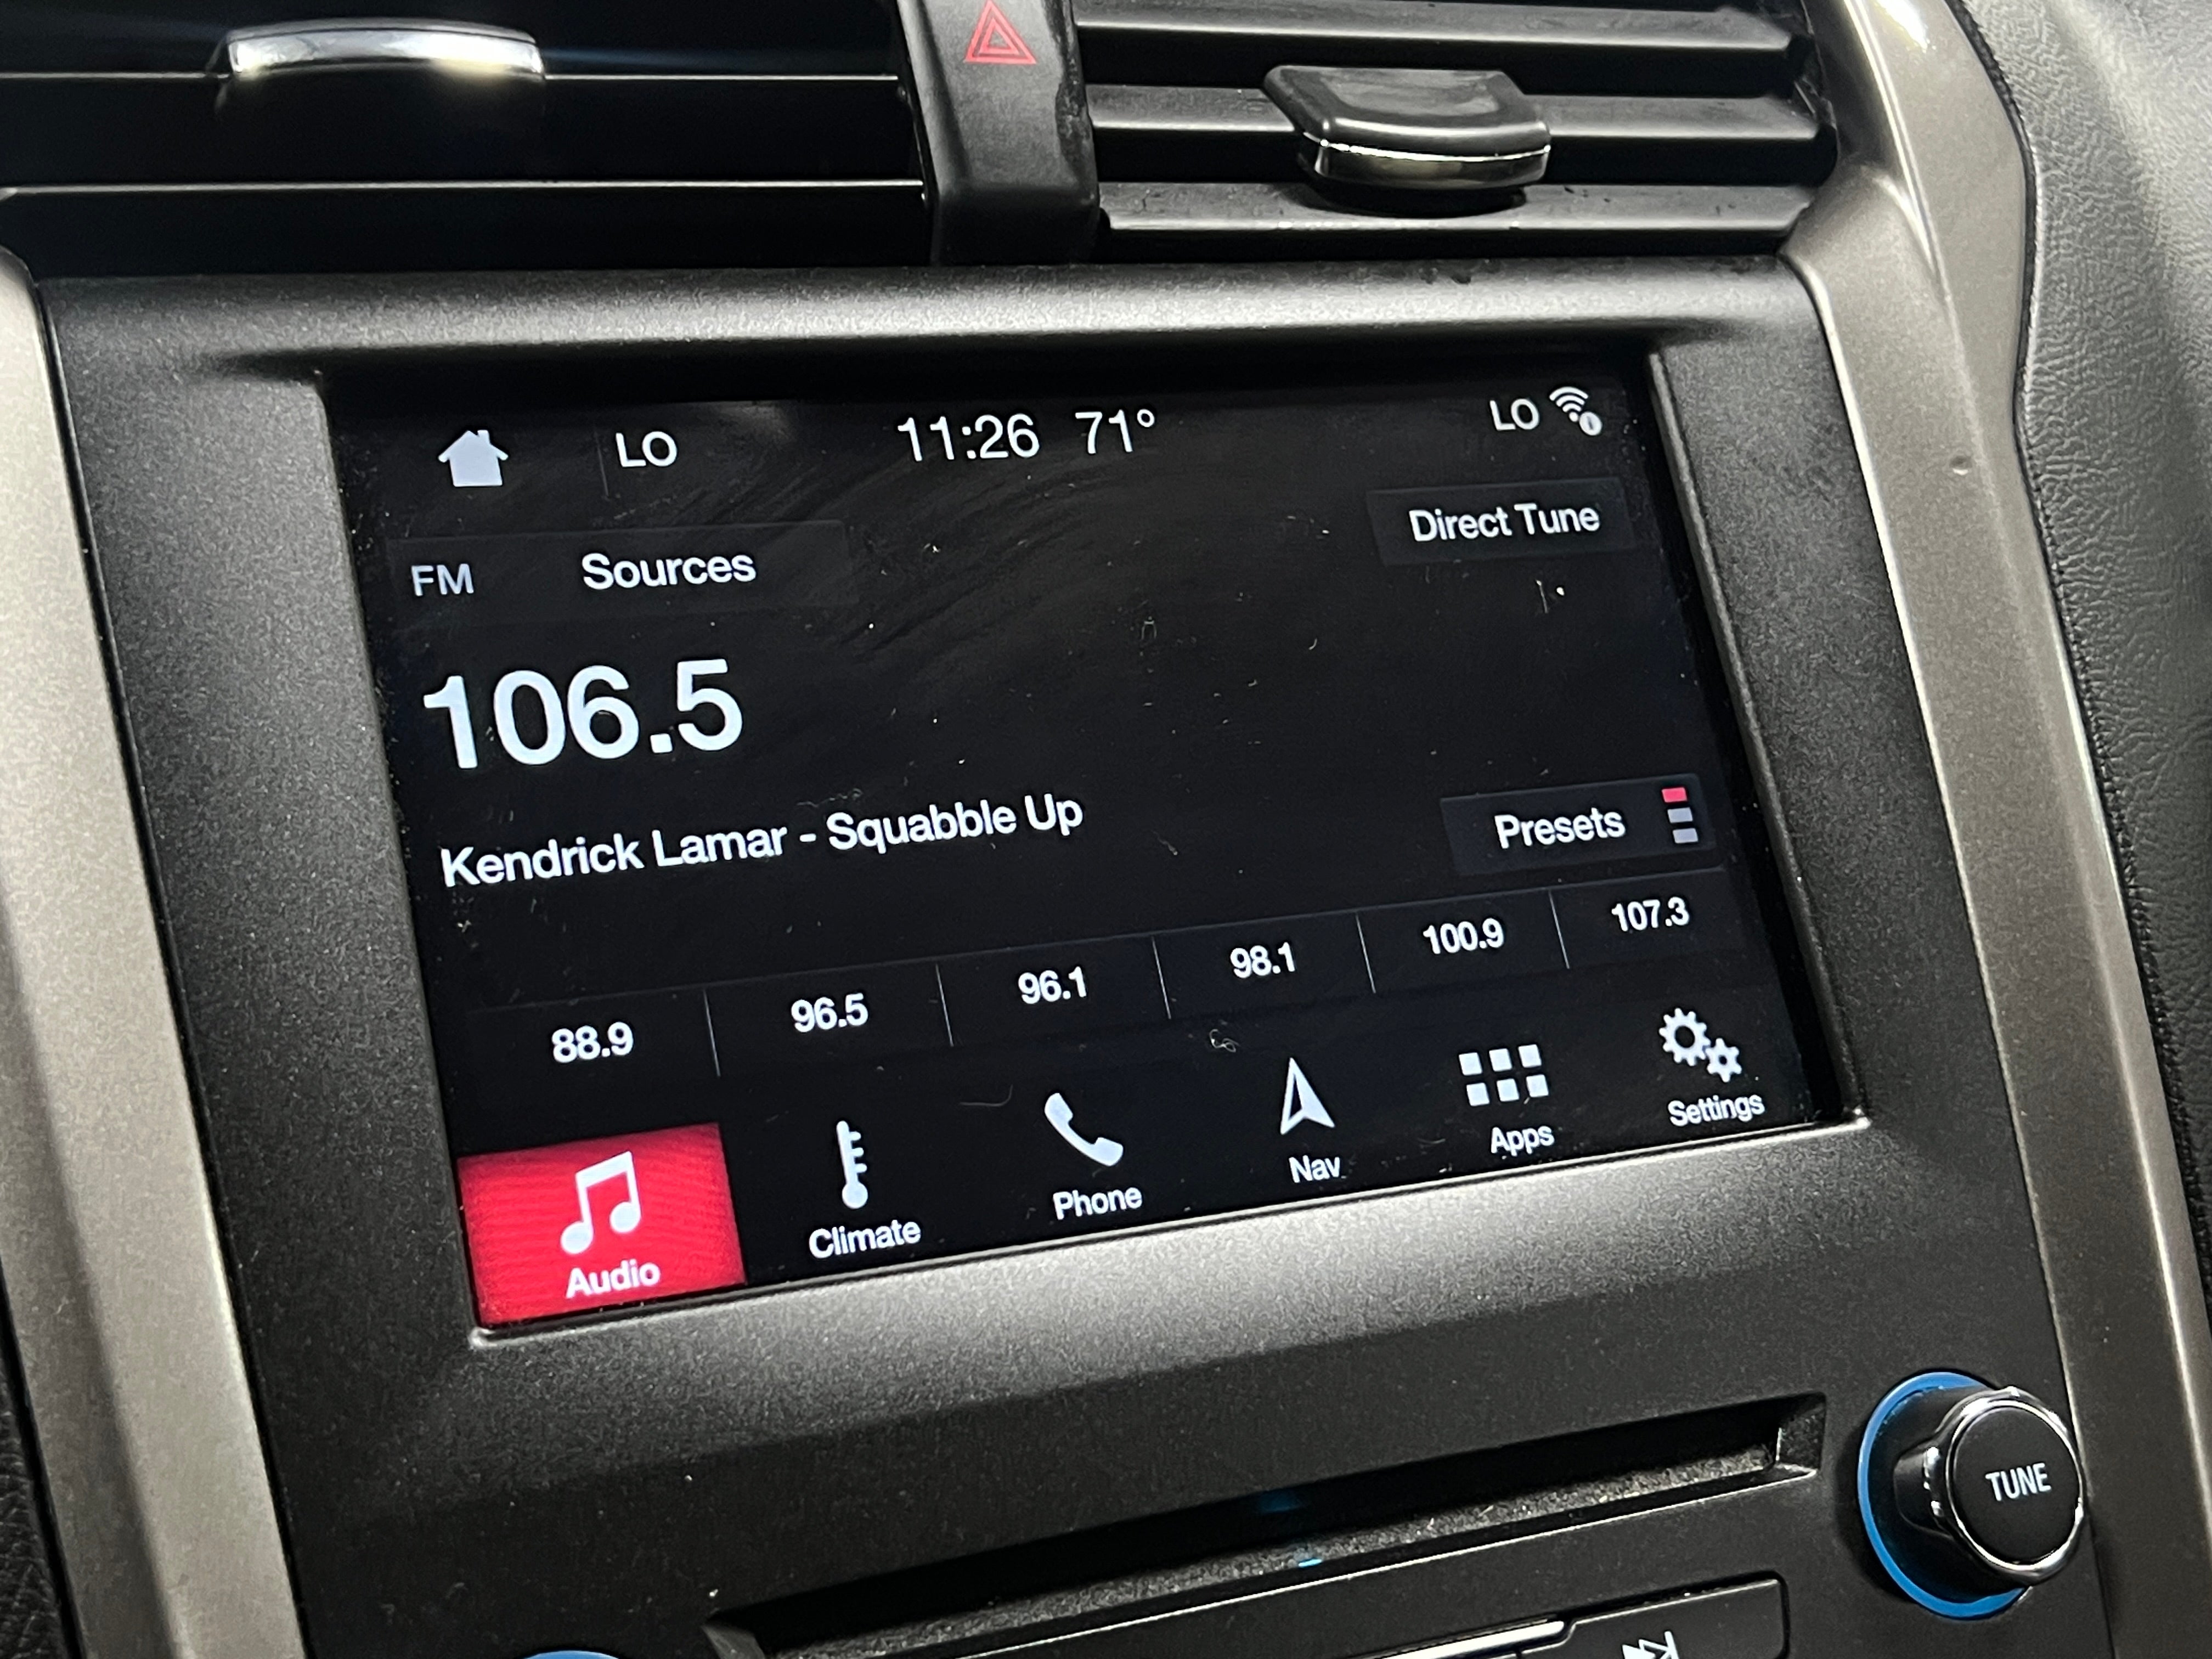 LO 11:26 71° LO
Direct Tune
FM Sources
106.5
Kendrick Lamar - Squabble Up
Presets
88.9 96.5 96.1 98.1 100.9 107.3
Audio Climate Phone Nav Apps Settings
TUNE